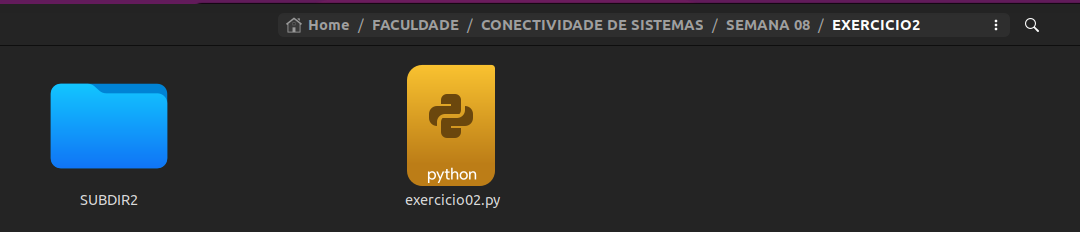 Home / FACULDADE / CONECTIVIDADE DE SISTEMAS / SEMANA 08 / EXERCICIO2
python
SUBDIR2 exercicio02.py